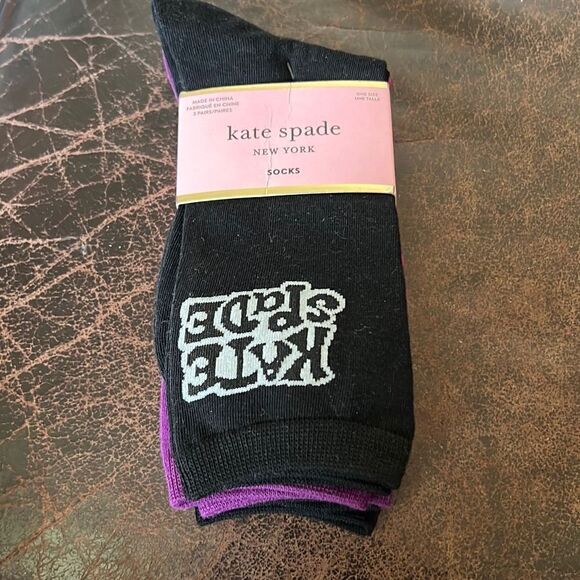 MADE IN CHINA
FABRIQUÉ EN CHINE
3 PAIRS/PAIRES
ONE SIZE
UNE TAILLE
kate spade
NEW YORK
SOCKS
KATE
SPaDE